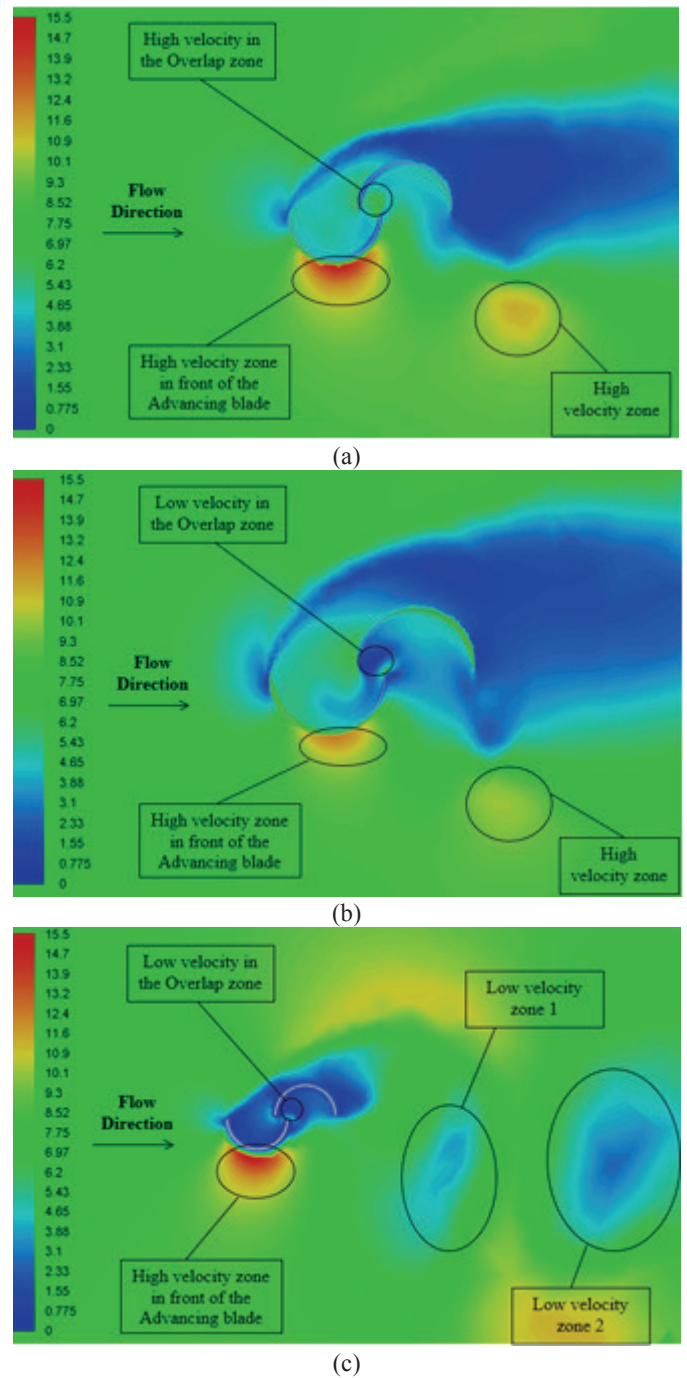 15.5
14.7
13.9
13.2
12.4
11.6
10.9
10.1
9.3
8.52
7.75
6.97
6.2
5.43
4.65
3.88
3.1
2.33
1.55
0.775
0
High velocity in
the Overlap zone
Flow
Direction
High velocity zone
in front of the
Advancing blade
High
velocity zone
(a)
15.5
14.7
13.9
13.2
12.4
11.6
10.9
10.1
9.3
8.52
7.75
6.97
6.2
5.43
4.65
3.88
3.1
2.33
1.55
0.775
0
Low velocity in
the Overlap zone
Flow
Direction
High velocity zone
in front of the
Advancing blade
High
velocity zone
(b)
15.5
14.7
13.9
13.2
12.4
11.6
10.9
10.1
9.3
8.52
7.75
6.97
6.2
5.43
4.65
3.88
3.1
2.33
1.55
0.775
0
Low velocity in
the Overlap zone
Low velocity
zone 1
Flow
Direction
High velocity zone
in front of the
Advancing blade
Low velocity
zone 2
(c)